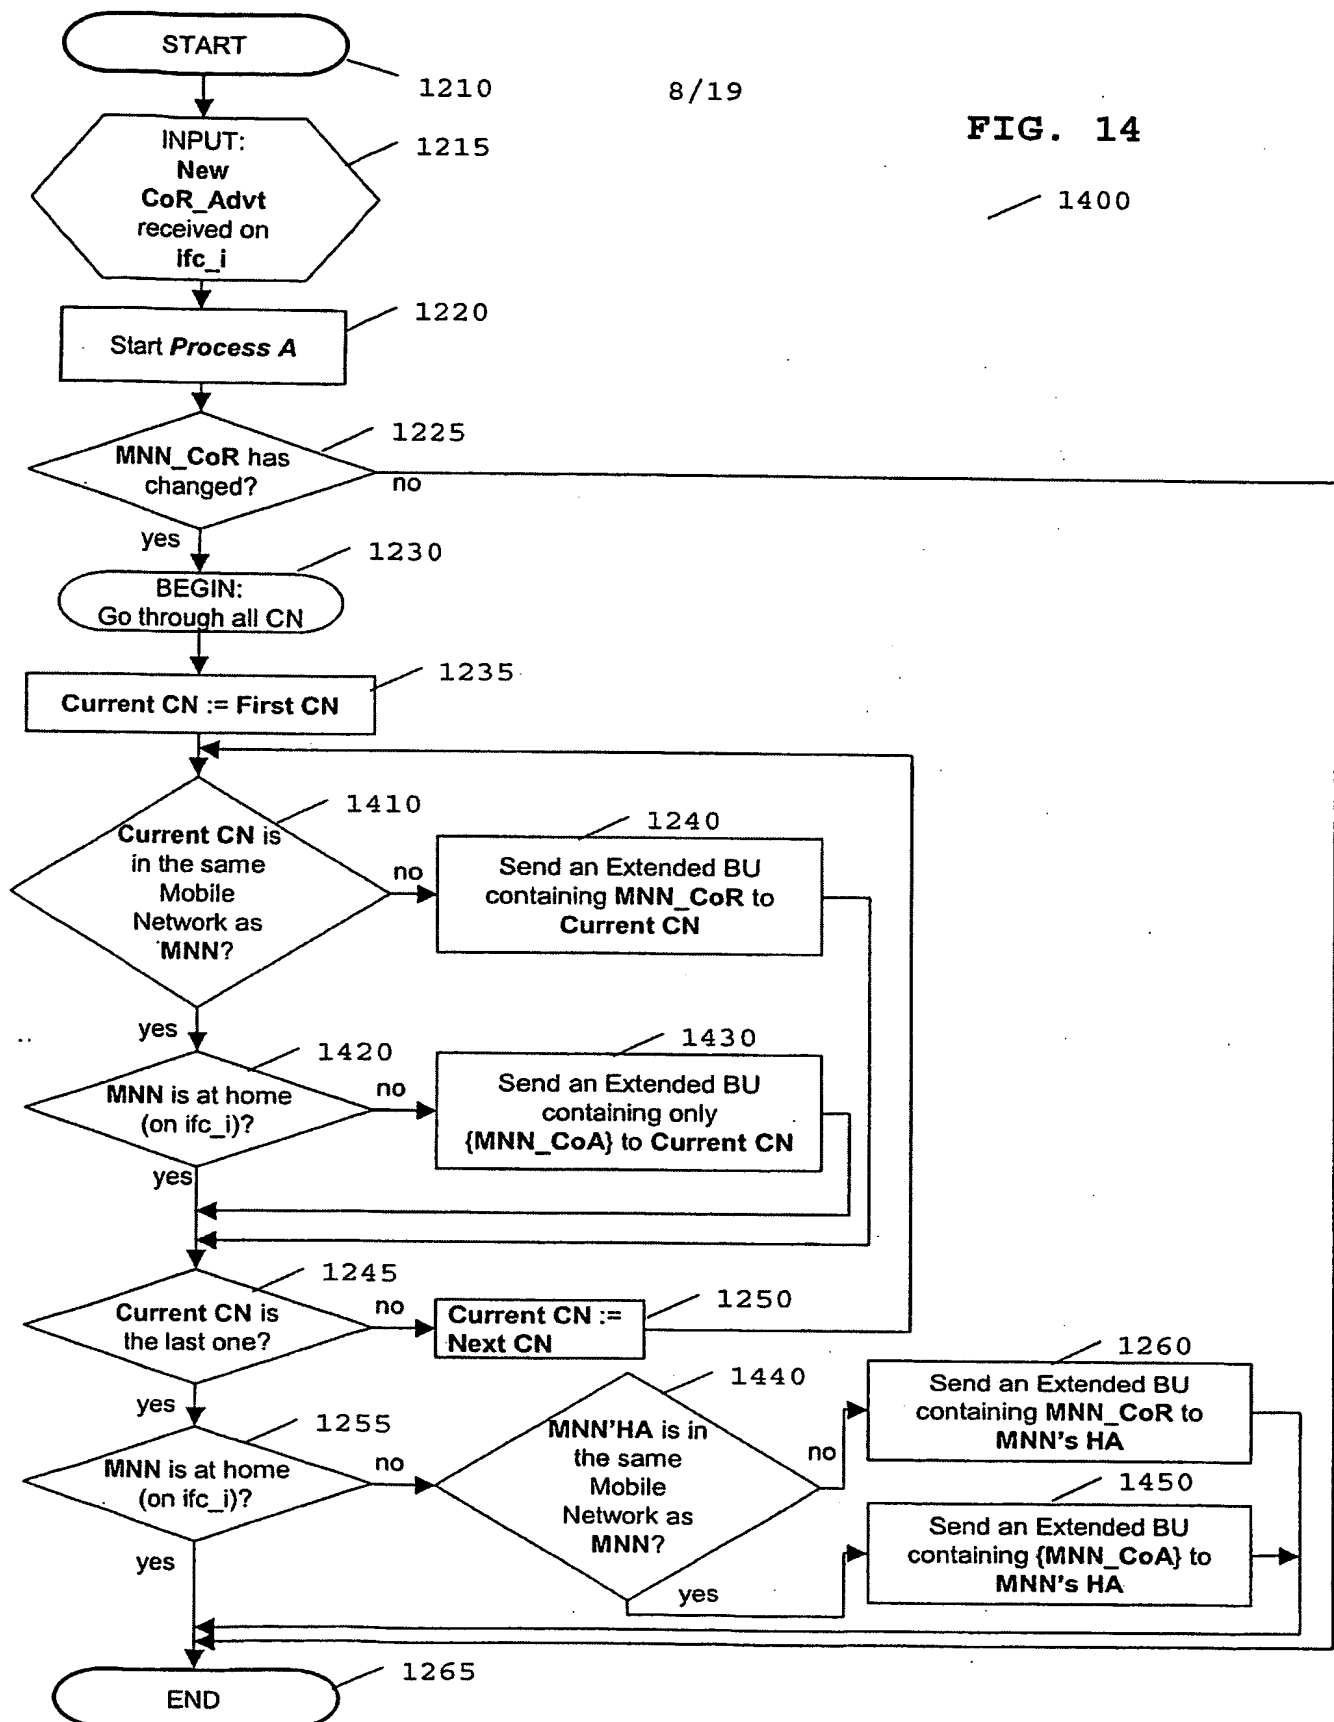 START
1210
8/19
FIG. 14
INPUT:
New
CoR_Advt
received on
ifc_i
1215
1400
1220
Start Process A
1225
MNN_CoR has
changed?
no
yes
1230
BEGIN:
Go through all CN
1235
Current CN := First CN
1410
Current CN is
in the same
Mobile
Network as
MNN?
no
1240
Send an Extended BU
containing MNN_CoR to
Current CN
yes
1420
MNN is at home
(on ifc_i)?
no
1430
Send an Extended BU
containing only
{MNN_CoA} to Current CN
yes
1245
Current CN is
the last one?
no
1250
Current CN :=
Next CN
yes
1255
MNN is at home
(on ifc_i)?
no
1440
MNN'HA is in
the same
Mobile
Network as
MNN?
no
1260
Send an Extended BU
containing MNN_CoR to
MNN's HA
1450
Send an Extended BU
containing {MNN_CoA} to
MNN's HA
yes
yes
1265
END